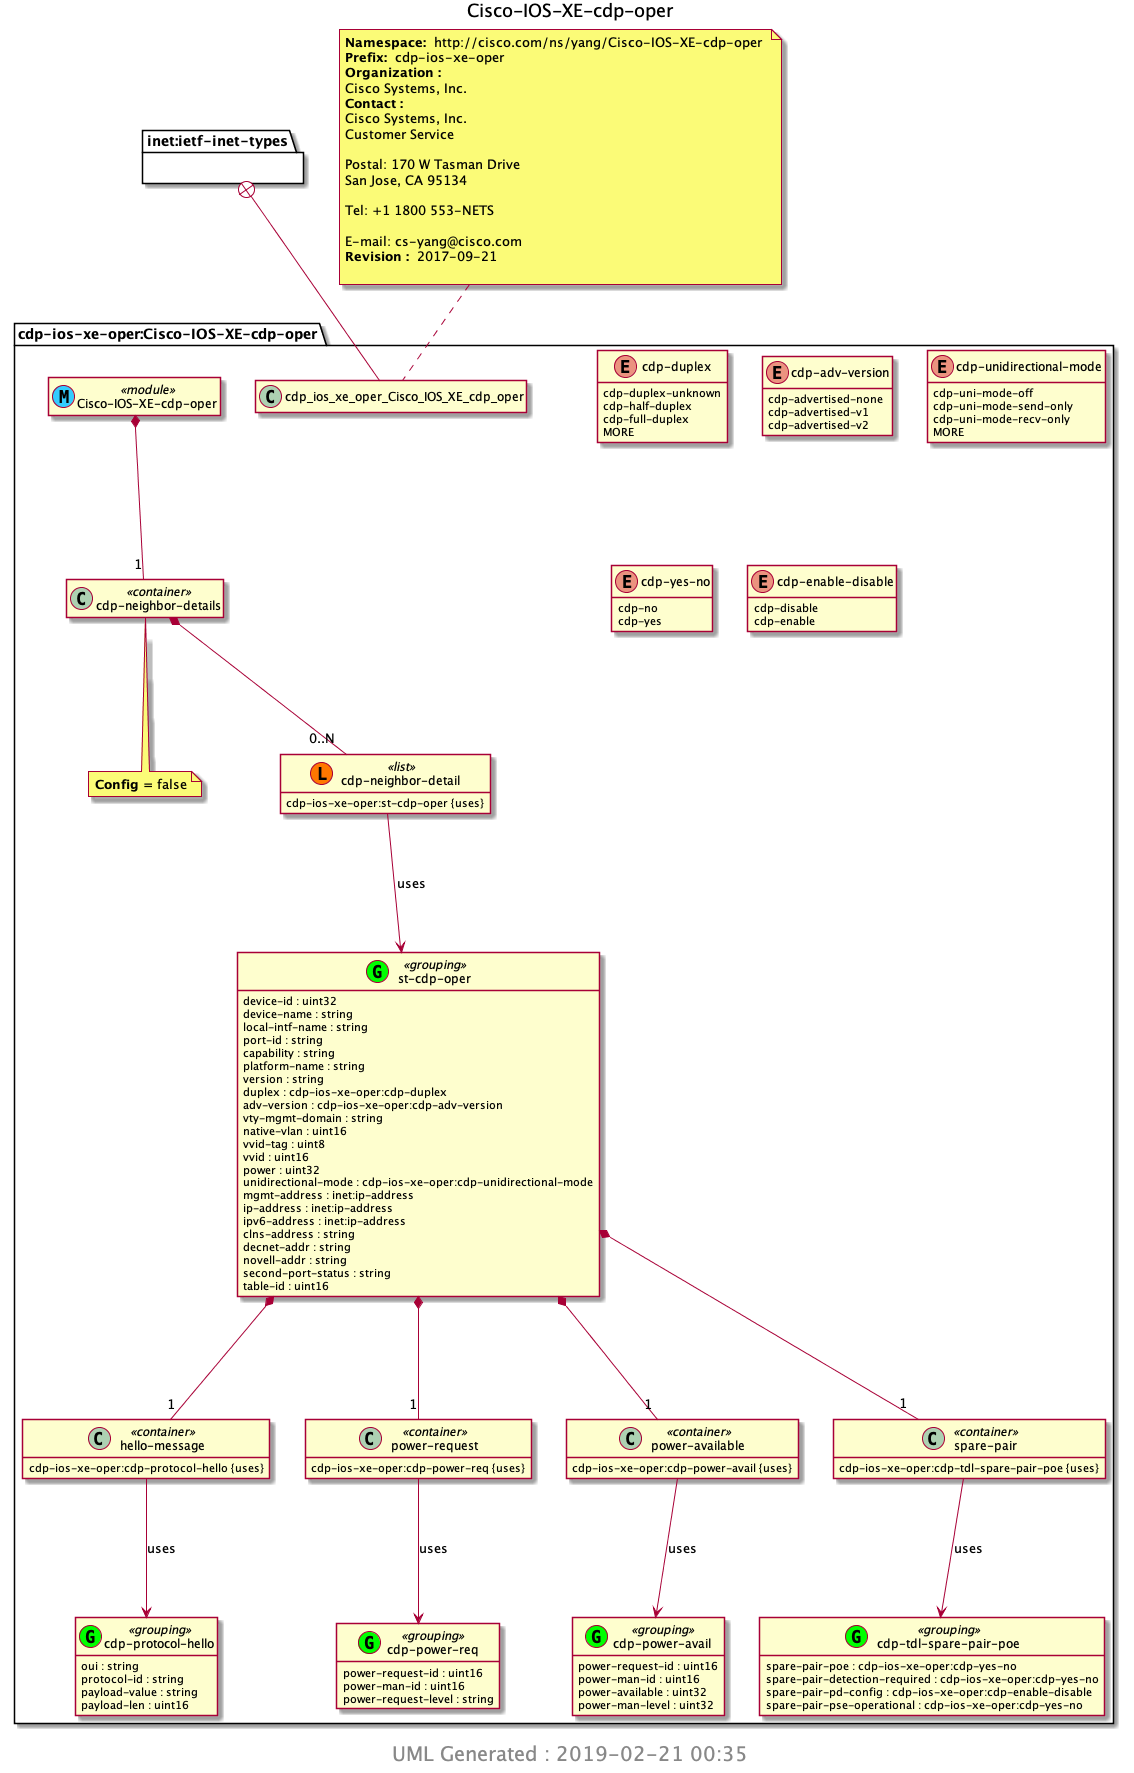 Cisco-IOS-XE-cdp-oper
Namespace: http://cisco.com/ns/yang/Cisco-IOS-XE-cdp-oper
Prefix: cdp-ios-xe-oper
Organization :
Cisco Systems, Inc.
Contact :
Cisco Systems, Inc.
Customer Service
Postal: 170 W Tasman Drive
San Jose, CA 95134
Tel: +1 1800 553-NETS
E-mail: cs-yang@cisco.com
Revision : 2017-09-21
inet:ietf-inet-types
cdp-ios-xe-oper:Cisco-IOS-XE-cdp-oper
M
«module»
Cisco-IOS-XE-cdp-oper
C cdp_ios_xe_oper_Cisco_IOS_XE_cdp_oper
E cdp-duplex
cdp-duplex-unknown
cdp-half-duplex
cdp-full-duplex
MORE
E cdp-adv-version
cdp-advertised-none
cdp-advertised-v1
cdp-advertised-v2
E cdp-unidirectional-mode
cdp-uni-mode-off
cdp-uni-mode-send-only
cdp-uni-mode-recv-only
MORE
1
C
«container»
cdp-neighbor-details
E cdp-yes-no
cdp-no
cdp-yes
E cdp-enable-disable
cdp-disable
cdp-enable
0..N
Config = false
L
«list»
cdp-neighbor-detail
cdp-ios-xe-oper:st-cdp-oper {uses}
uses
G
«grouping»
st-cdp-oper
device-id : uint32
device-name : string
local-intf-name : string
port-id : string
capability : string
platform-name : string
version : string
duplex : cdp-ios-xe-oper:cdp-duplex
adv-version : cdp-ios-xe-oper:cdp-adv-version
vty-mgmt-domain : string
native-vlan : uint16
vvid-tag : uint8
vvid : uint16
power : uint32
unidirectional-mode : cdp-ios-xe-oper:cdp-unidirectional-mode
mgmt-address : inet:ip-address
ip-address : inet:ip-address
ipv6-address : inet:ip-address
clns-address : string
decnet-addr : string
novell-addr : string
second-port-status : string
table-id : uint16
1
1
1
1
C
«container»
hello-message
cdp-ios-xe-oper:cdp-protocol-hello {uses}
C
«container»
power-request
cdp-ios-xe-oper:cdp-power-req {uses}
C
«container»
power-available
cdp-ios-xe-oper:cdp-power-avail {uses}
C
«container»
spare-pair
cdp-ios-xe-oper:cdp-tdl-spare-pair-poe {uses}
uses
uses
uses
uses
G
«grouping»
cdp-protocol-hello
oui : string
protocol-id : string
payload-value : string
payload-len : uint16
G
«grouping»
cdp-power-req
power-request-id : uint16
power-man-id : uint16
power-request-level : string
G
«grouping»
cdp-power-avail
power-request-id : uint16
power-man-id : uint16
power-available : uint32
power-man-level : uint32
G
«grouping»
cdp-tdl-spare-pair-poe
spare-pair-poe : cdp-ios-xe-oper:cdp-yes-no
spare-pair-detection-required : cdp-ios-xe-oper:cdp-yes-no
spare-pair-pd-config : cdp-ios-xe-oper:cdp-enable-disable
spare-pair-pse-operational : cdp-ios-xe-oper:cdp-yes-no
UML Generated : 2019-02-21 00:35